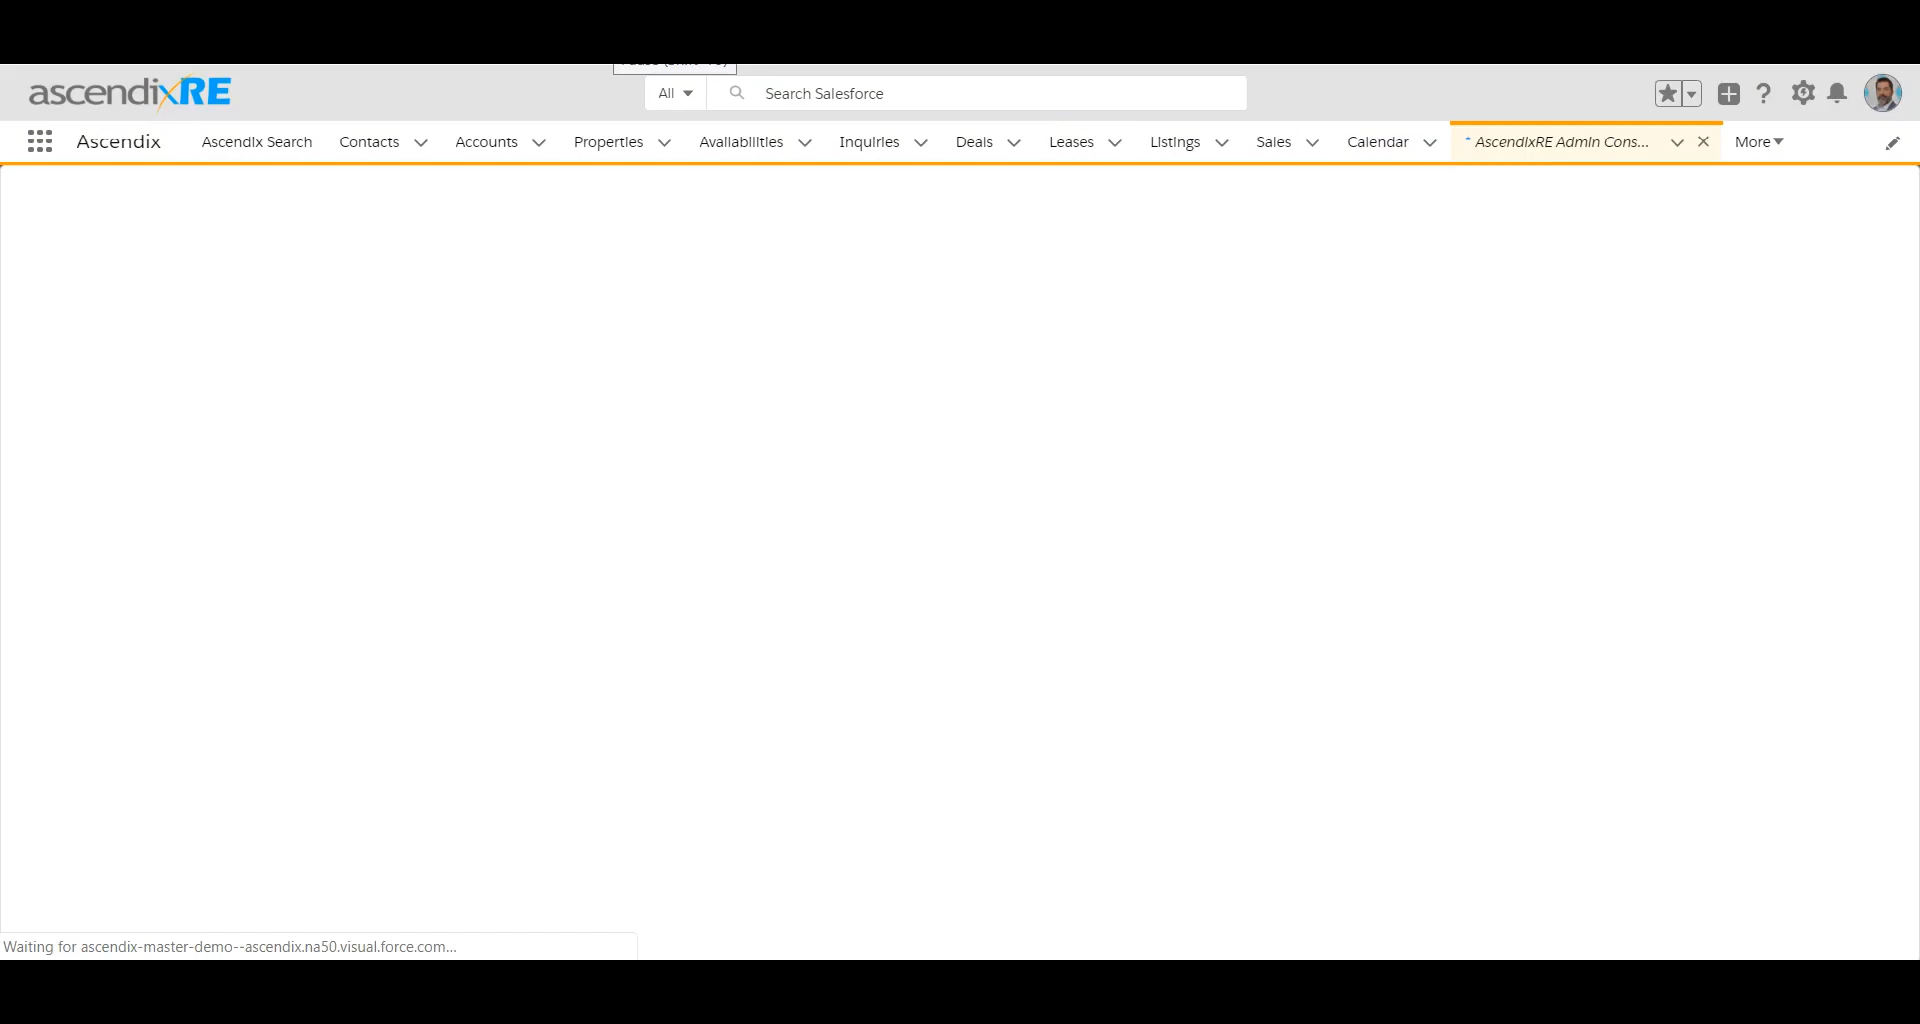 ascendixRE
All
Search Salesforce
Ascendix
Ascendix Search
Contacts
Accounts
Properties
Availabilities
Inquiries
Deals
Leases
Listings
Sales
Calendar
* AscendixRE Admin Cons...
More
Waiting for ascendix-master-demo--ascendix.na50.visual.force.com...